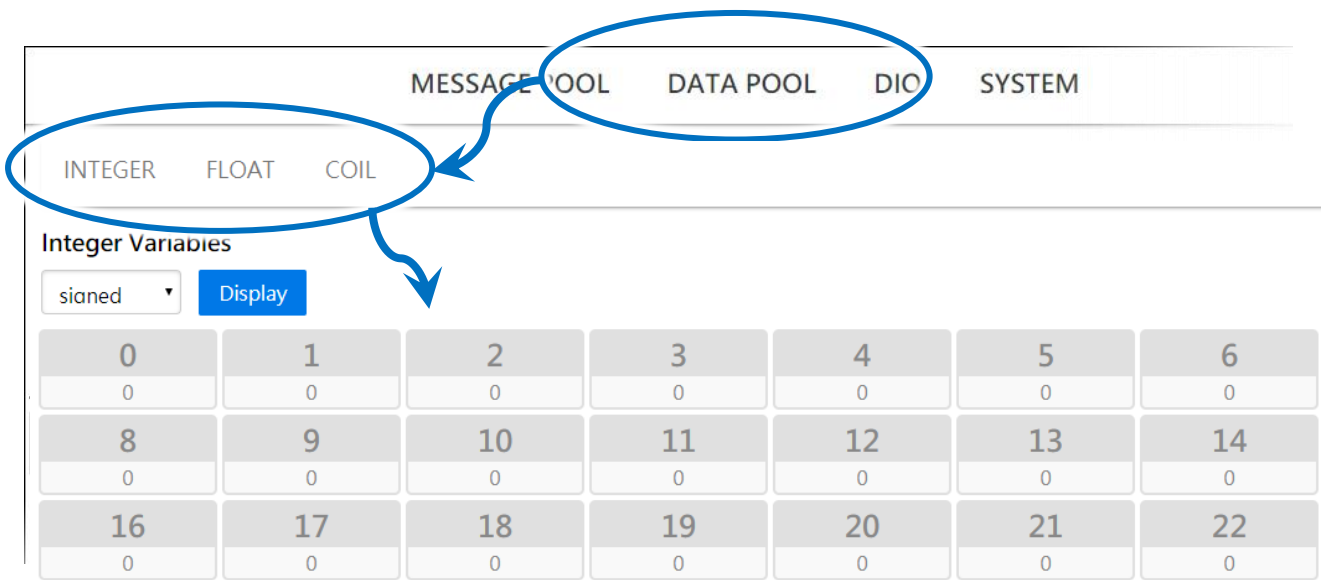 MESSAGE POOL DATA POOL DIO SYSTEM
INTEGER FLOAT COIL
Integer Variables
signed Display
0 1 2 3 4 5 6
0 0 0 0 0 0 0
8 9 10 11 12 13 14
0 0 0 0 0 0 0
16 17 18 19 20 21 22
0 0 0 0 0 0 0